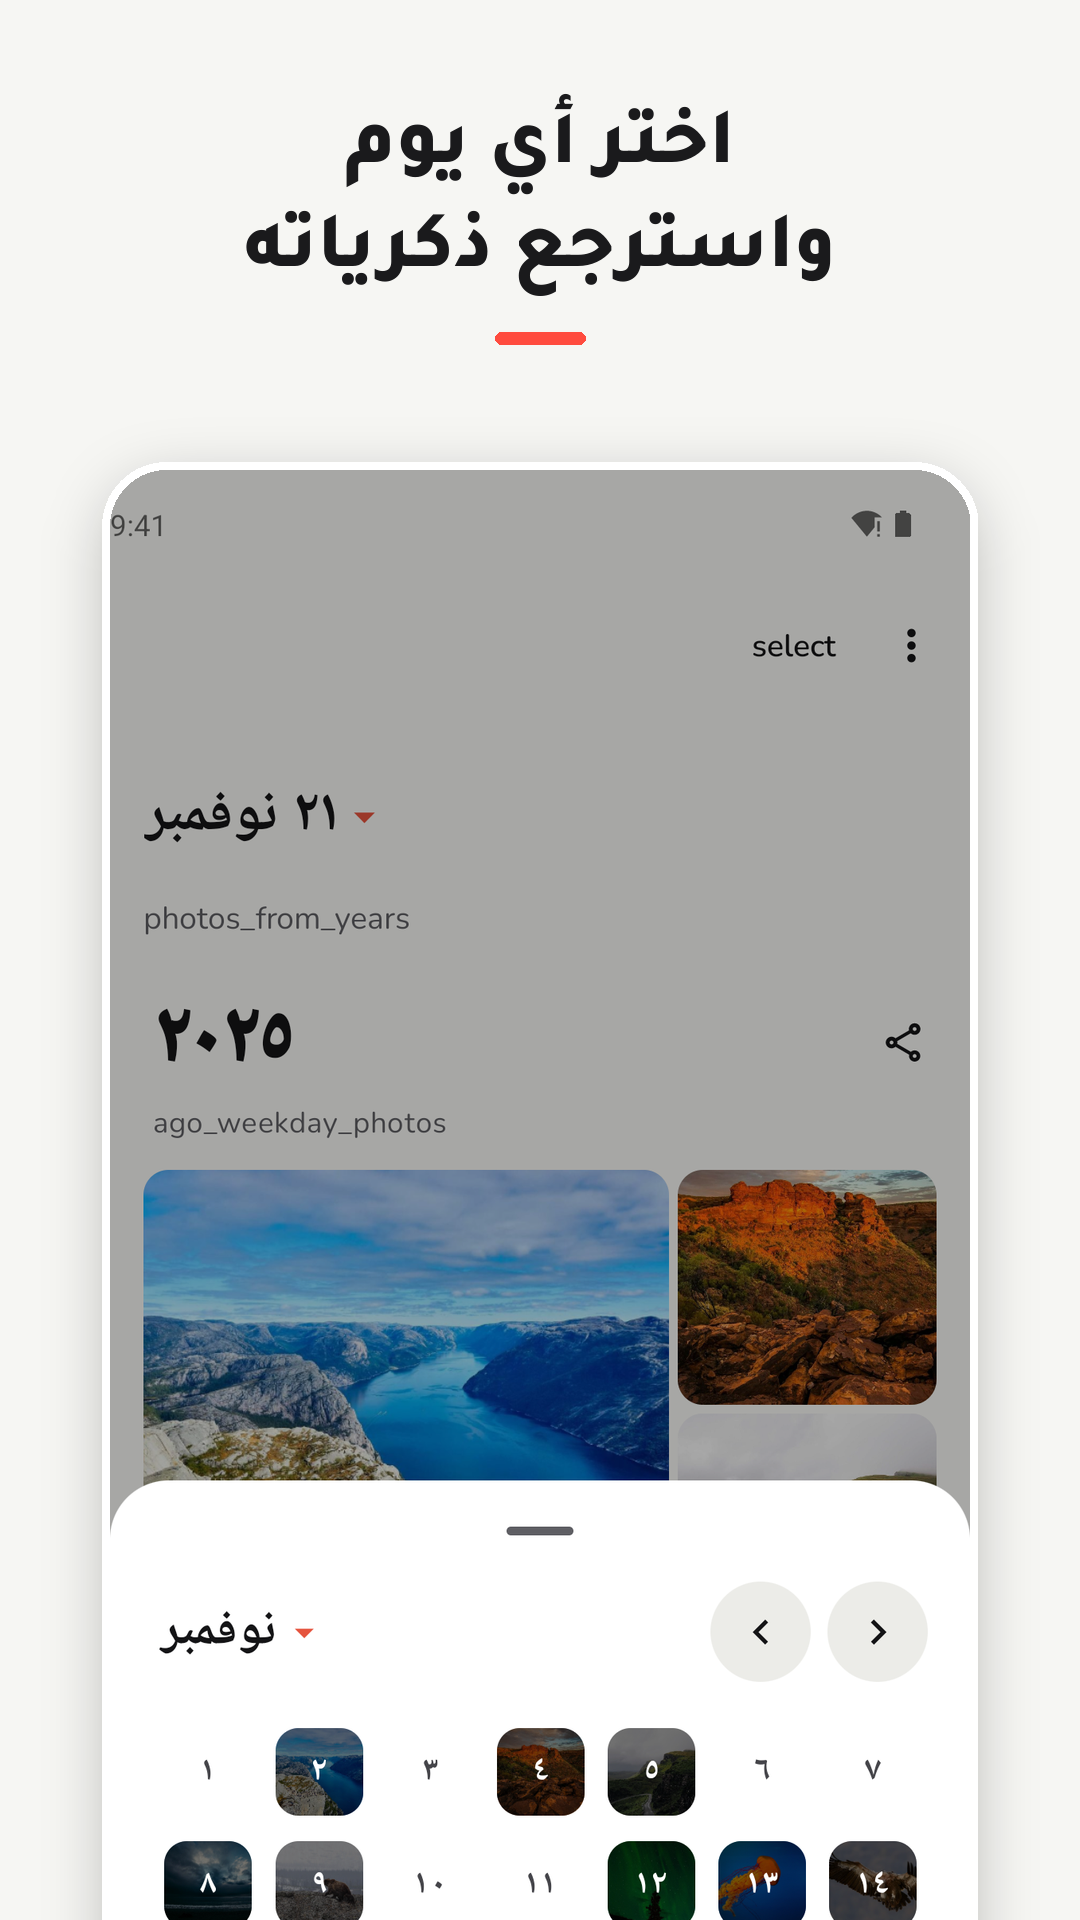 اختر أي يوم
واسترجع ذكرياته
9:41
select
٢١ نوفمبر
photos_from_years
٢٠٢٥
ago_weekday_photos
نوفمبر
١ ٢ ٣ ٤ ٥ ٦ ٧
٨ ٩ ١٠ ١١ ١٢ ١٣ ١٤